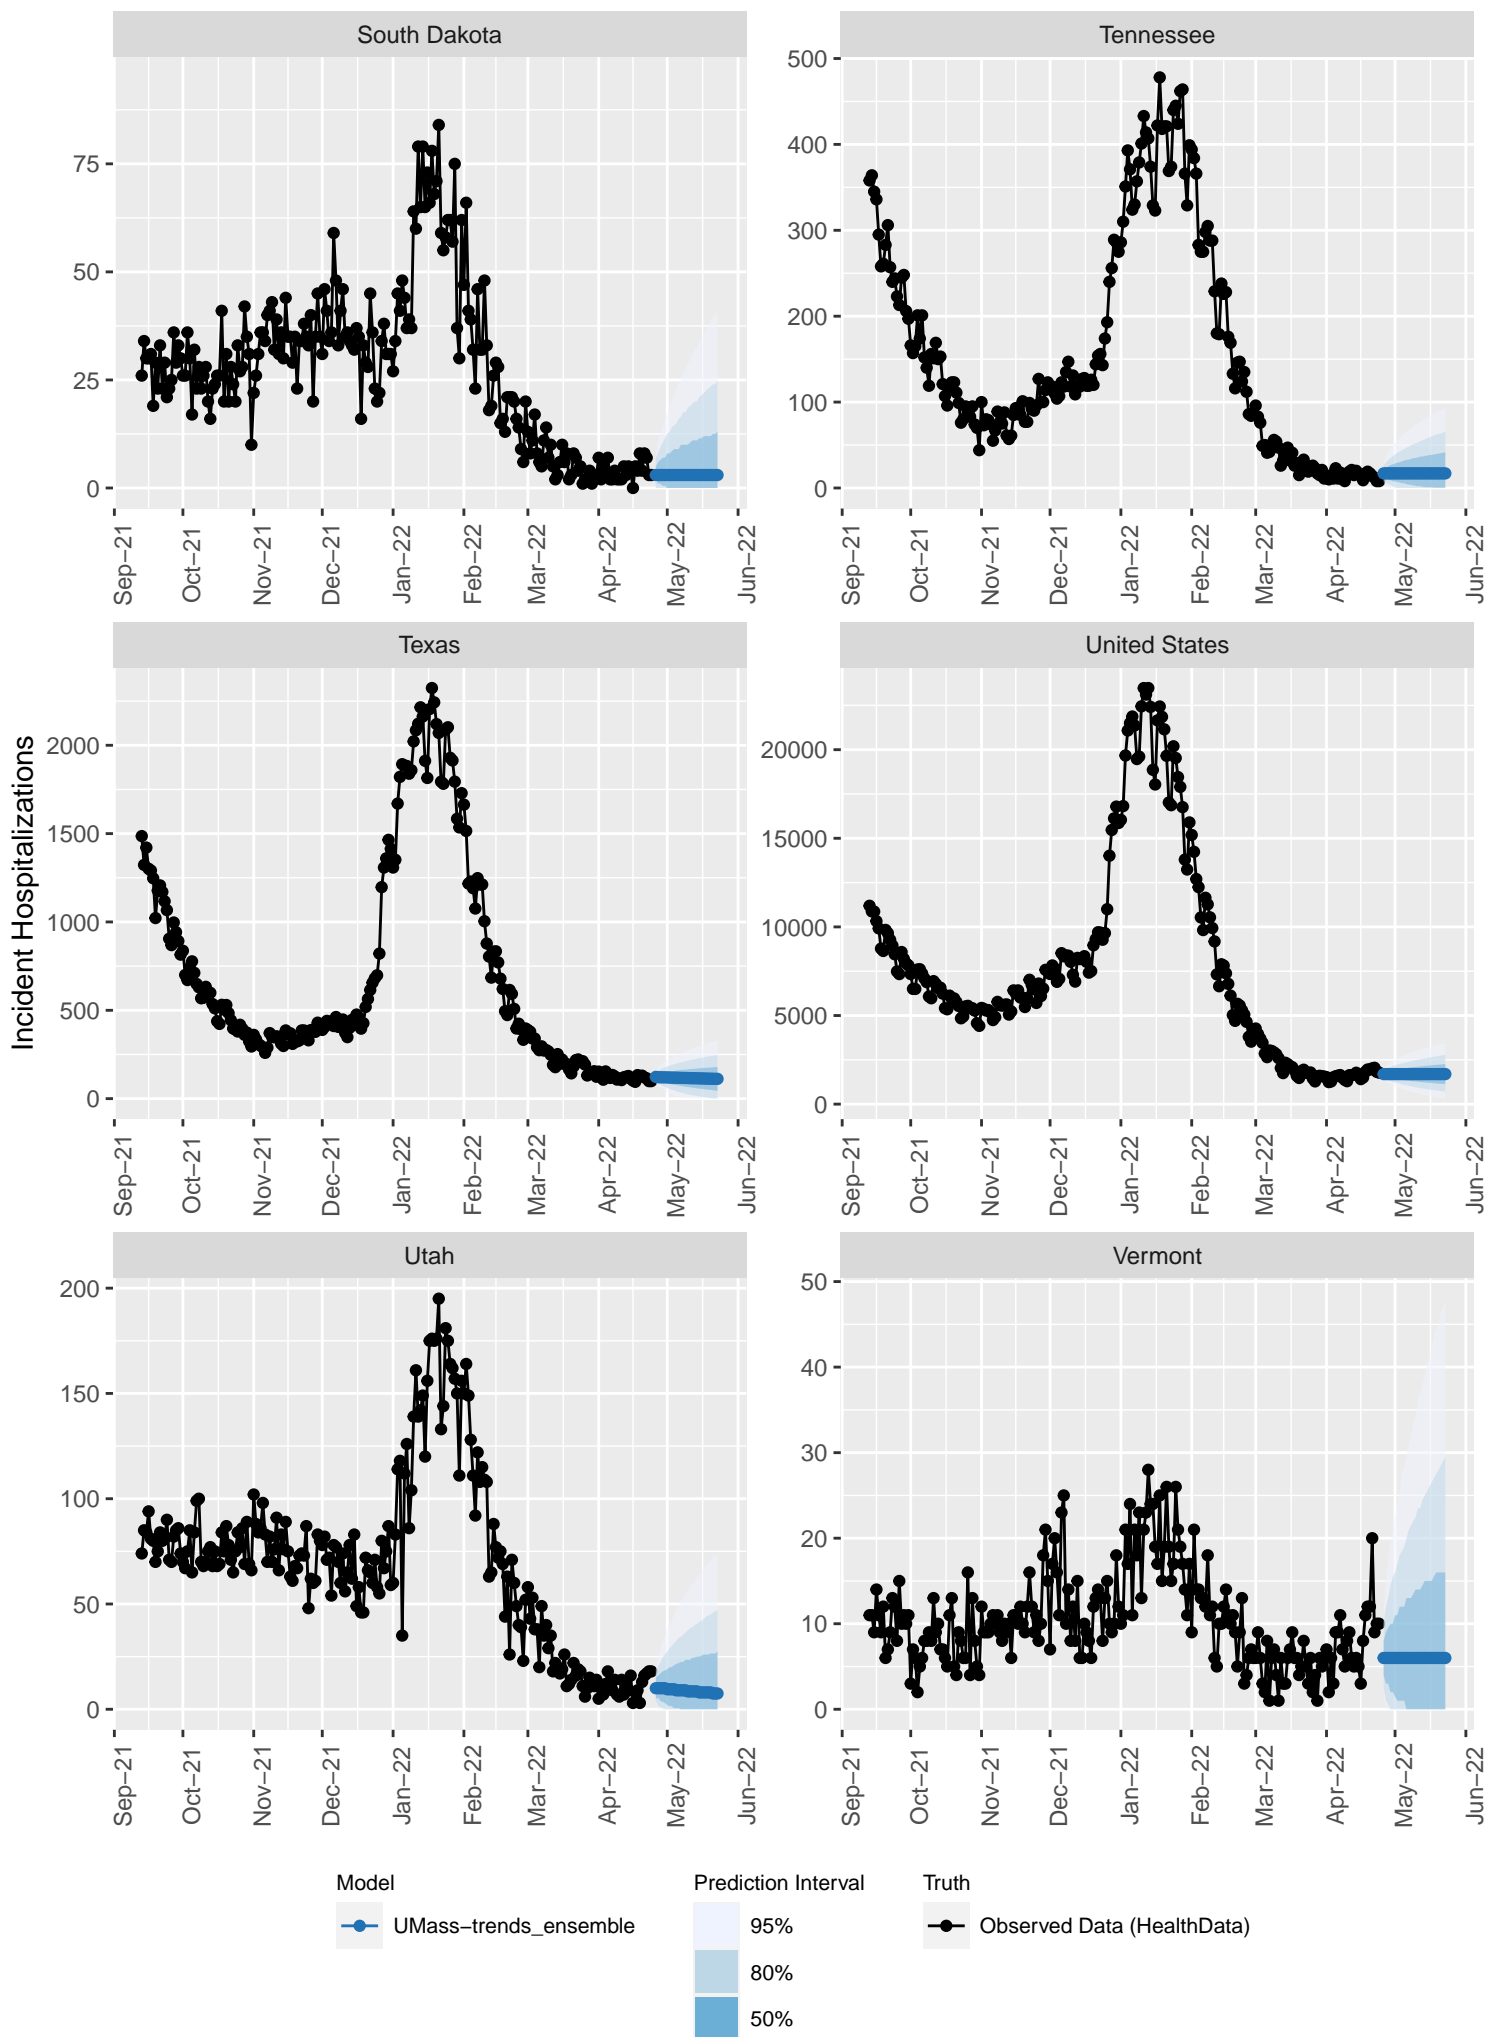 South Dakota
Tennessee
75
50
25
0
500
400
300
200
100
0
Sep−21
Oct−21
Nov−21
Dec−21
Jan−22
Feb−22
Mar−22
Apr−22
May−22
Jun−22
Sep−21
Oct−21
Nov−21
Dec−21
Jan−22
Feb−22
Mar−22
Apr−22
May−22
Jun−22
Incident Hospitalizations
Texas
United States
2000
1500
1000
500
0
20000
15000
10000
5000
0
Sep−21
Oct−21
Nov−21
Dec−21
Jan−22
Feb−22
Mar−22
Apr−22
May−22
Jun−22
Sep−21
Oct−21
Nov−21
Dec−21
Jan−22
Feb−22
Mar−22
Apr−22
May−22
Jun−22
Utah
Vermont
200
150
100
50
0
50
40
30
20
10
0
Sep−21
Oct−21
Nov−21
Dec−21
Jan−22
Feb−22
Mar−22
Apr−22
May−22
Jun−22
Sep−21
Oct−21
Nov−21
Dec−21
Jan−22
Feb−22
Mar−22
Apr−22
May−22
Jun−22
Model
UMass−trends_ensemble
Prediction Interval
95%
80%
50%
Truth
Observed Data (HealthData)